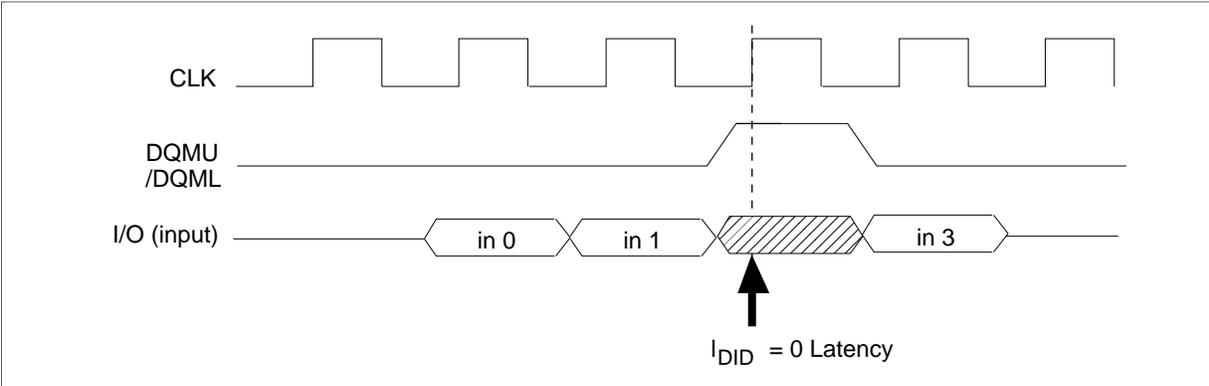 CLK
DQMU
/DQML
I/O (input)
in 0
in 1
in 3
IDID = 0 Latency